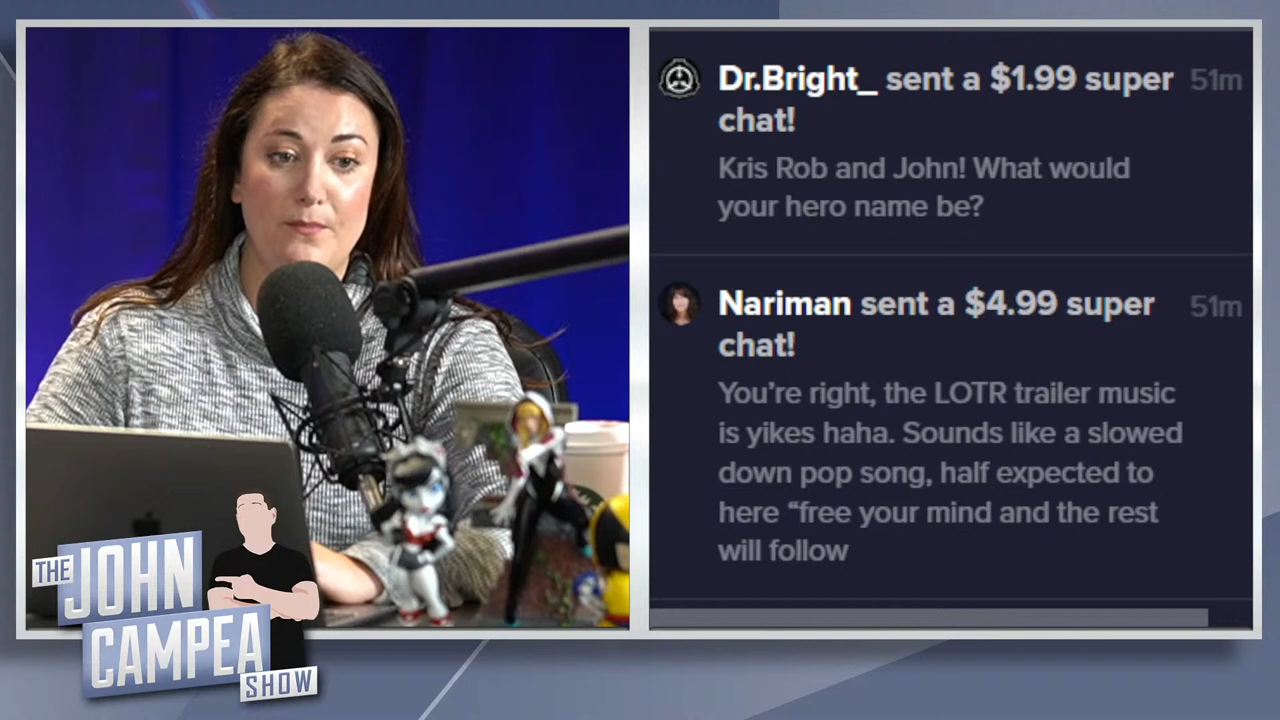 Dr.Bright_ sent a $1.99 super 51m
chat!
Kris Rob and John! What would
your hero name be?
Nariman sent a $4.99 super 51m
chat!
You're right, the LOTR trailer music
is yikes haha. Sounds like a slowed
down pop song, half expected to
here “free your mind and the rest
will follow
THE
JOHN
CAMPEA
SHOW